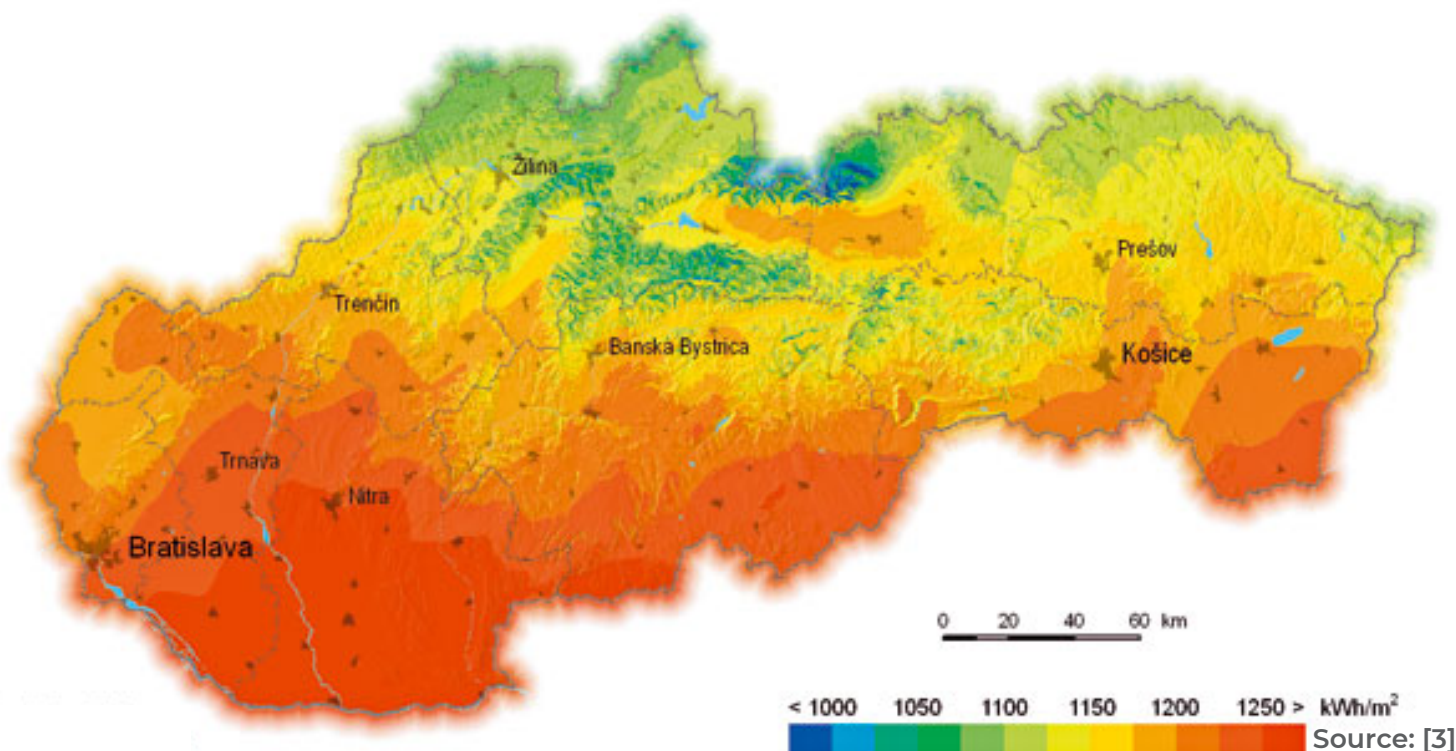 Žilina
Prešov
Trenčin
Banska Bystrica
Košice
Trnava
Nitra
Bratislava
0 20 40 60 km
< 1000 1050 1100 1150 1200 1250 > kWh/m²
Source: [3]